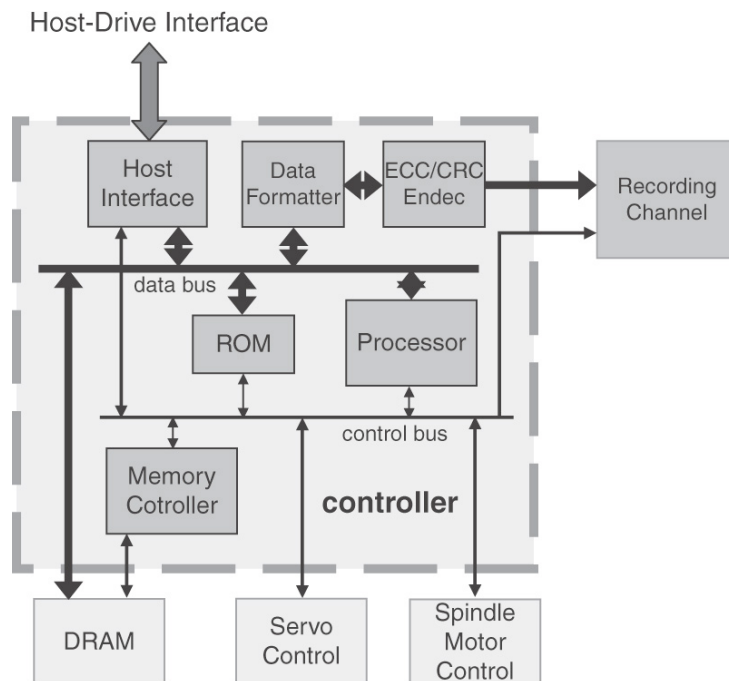 Host-Drive Interface
Host
Interface
Data
Formatter
ECC/CRC
Endec
Recording
Channel
data bus
ROM
Processor
control bus
Memory
Cotroller
controller
DRAM
Servo
Control
Spindle
Motor
Control